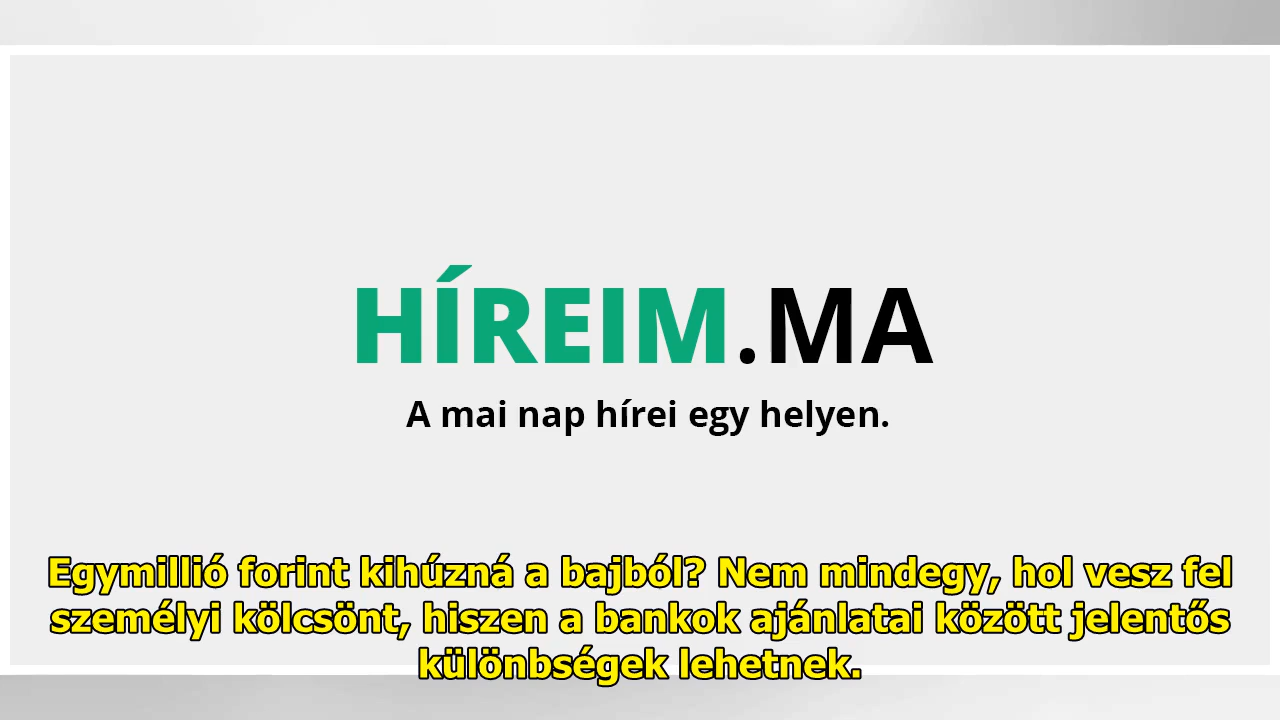 HÍREIM.MA
A mai nap hírei egy helyen.
Egymillió forint kihúzná a bajból? Nem mindegy, hol vesz fel
személyi kölcsönt, hiszen a bankok ajánlatai között jelentős
különbségek lehetnek.